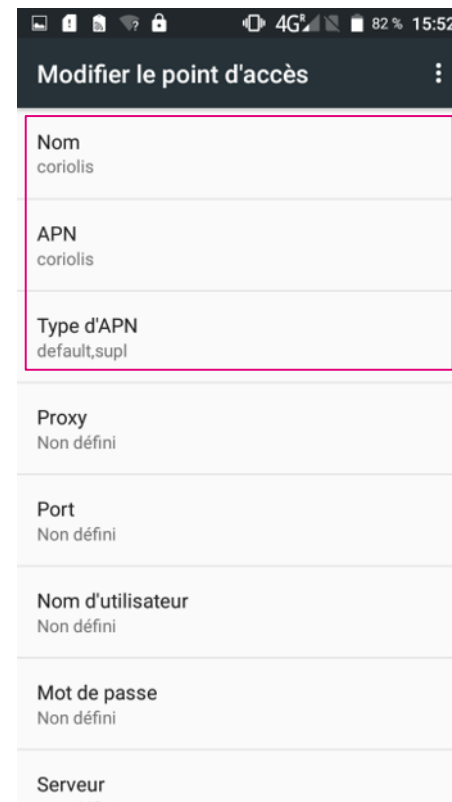 4G R 82 % 15:52
Modifier le point d'accès
Nom
coriolis
APN
coriolis
Type d'APN
default,supl
Proxy
Non défini
Port
Non défini
Nom d'utilisateur
Non défini
Mot de passe
Non défini
Serveur